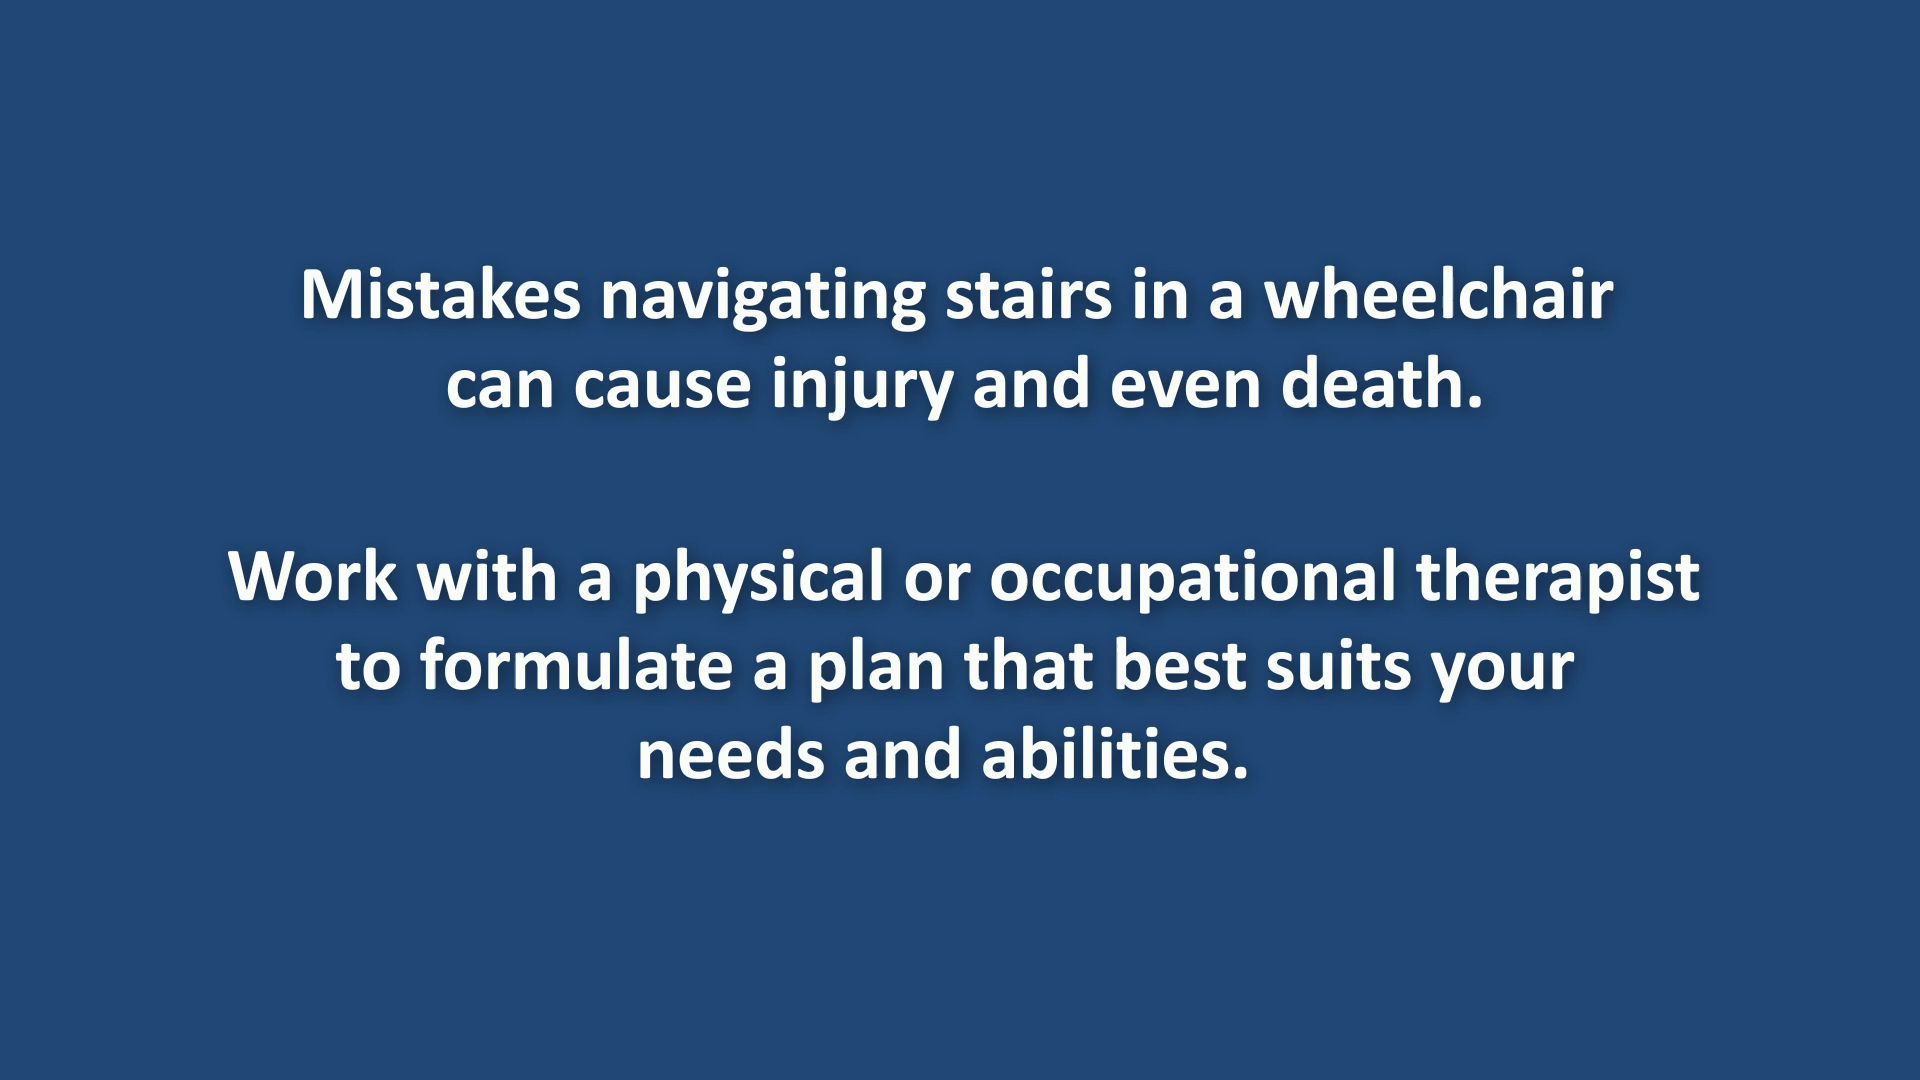 Mistakes navigating stairs in a wheelchair
can cause injury and even death.
Work with a physical or occupational therapist
to formulate a plan that best suits your
needs and abilities.